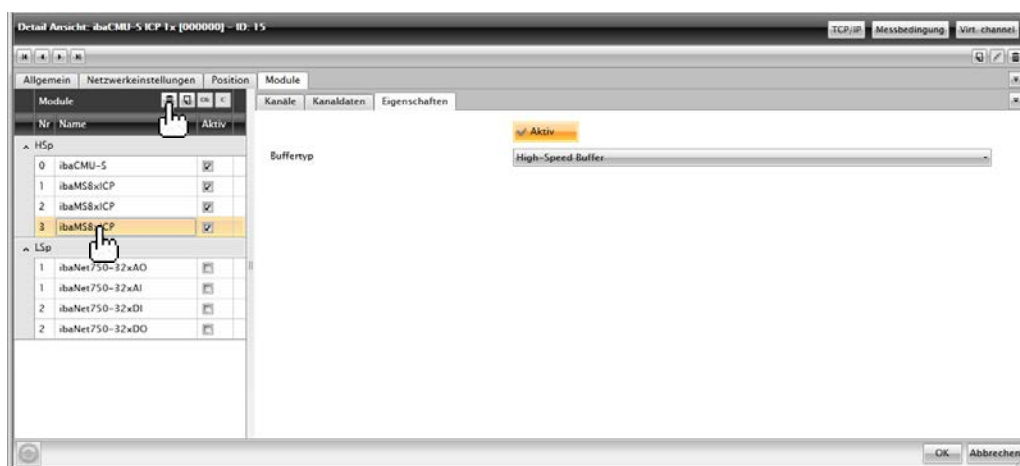 Detail Ansicht: ibaCMU-S ICP 1x [000000] - ID: 15
TCP/IP Messbedingung Virt. channel
Allgemein Netzwerkeinstellungen Position Module
Module Kanäle Kanaldaten Eigenschaften
Nr Name Aktiv
Aktiv
HSp
Buffertyp High-Speed Buffer
0 ibaCMU-S
1 ibaMS8xICP
2 ibaMS8xICP
3 ibaMS8xICP
LSp
1 ibaNet750-32xAO
1 ibaNet750-32xAI
2 ibaNet750-32xDI
2 ibaNet750-32xDO
OK Abbrechen